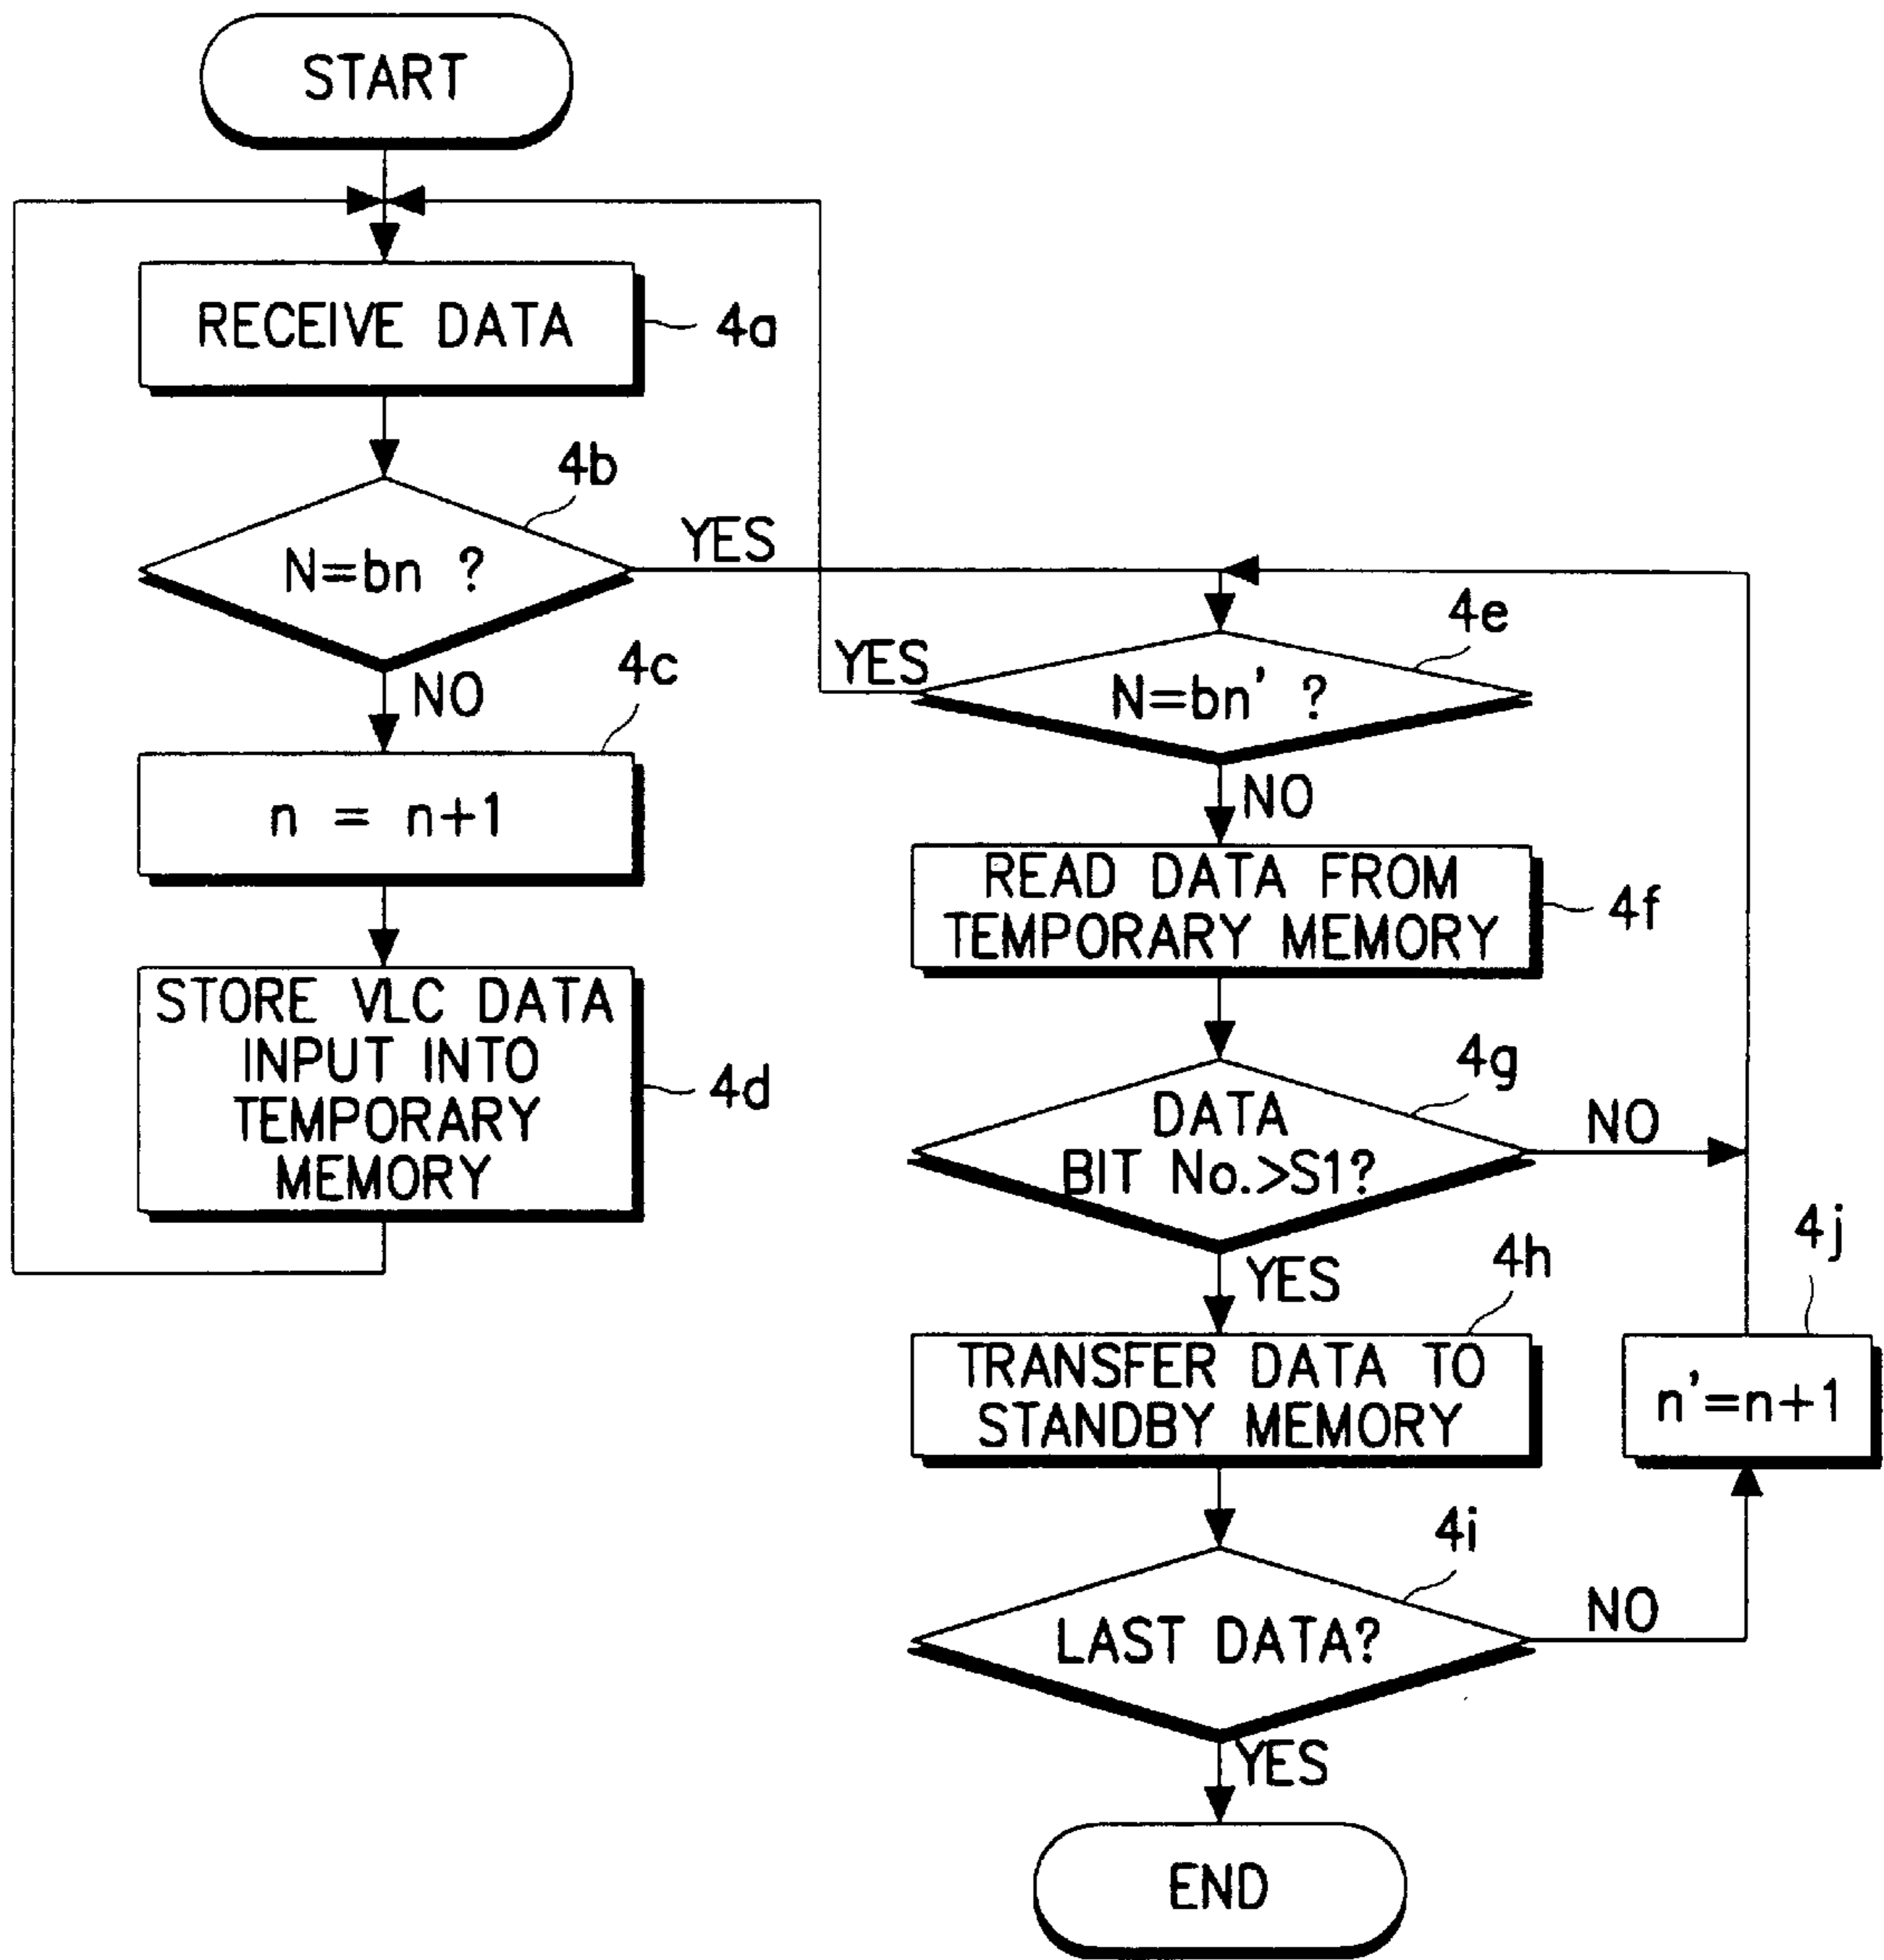 START
RECEIVE DATA
4a
4b
N=bn ?
YES
NO
4c
n = n+1
STORE VLC DATA
INPUT INTO
TEMPORARY
MEMORY
4d
4e
YES
N=bn' ?
NO
READ DATA FROM
TEMPORARY MEMORY
4f
4g
DATA
BIT No.>S1?
NO
YES
4h
TRANSFER DATA TO
STANDBY MEMORY
4j
n'=n+1
4i
LAST DATA?
NO
YES
END